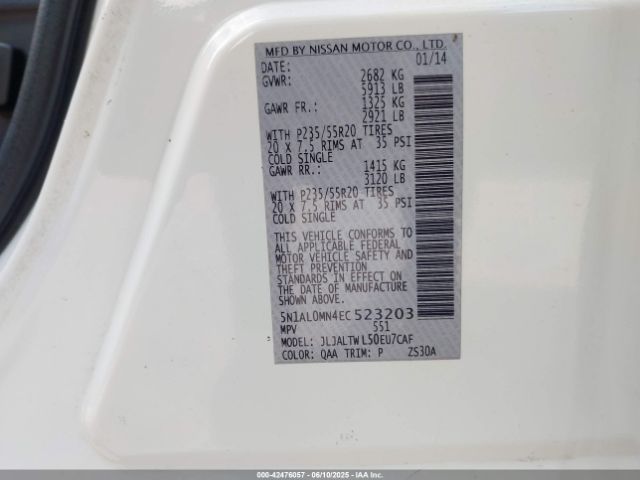 MFD BY NISSAN MOTOR CO., LTD.
DATE: 01/14
GVWR: 2682 KG
5913 LB
GAWR FR.: 1325 KG
2921 LB
WITH P235/55R20 TIRES
20 X 7.5 RIMS AT 35 PSI
COLD SINGLE
GAWR RR.: 1415 KG
3120 LB
WITH P235/55R20 TIRES
20 X 7.5 RIMS AT 35 PSI
COLD SINGLE
THIS VEHICLE CONFORMS TO
ALL APPLICABLE FEDERAL
MOTOR VEHICLE SAFETY AND
THEFT PREVENTION
STANDARDS IN EFFECT ON
THE DATE OF MANUFACTURE
SHOWN ABOVE.
5N1AL0MN4EC523203
MPV 551
MODEL: JLJALTWL50EU7CAF
COLOR: QAA TRIM: P ZS30A
000-42476057 - 06/10/2025 - IAA Inc.